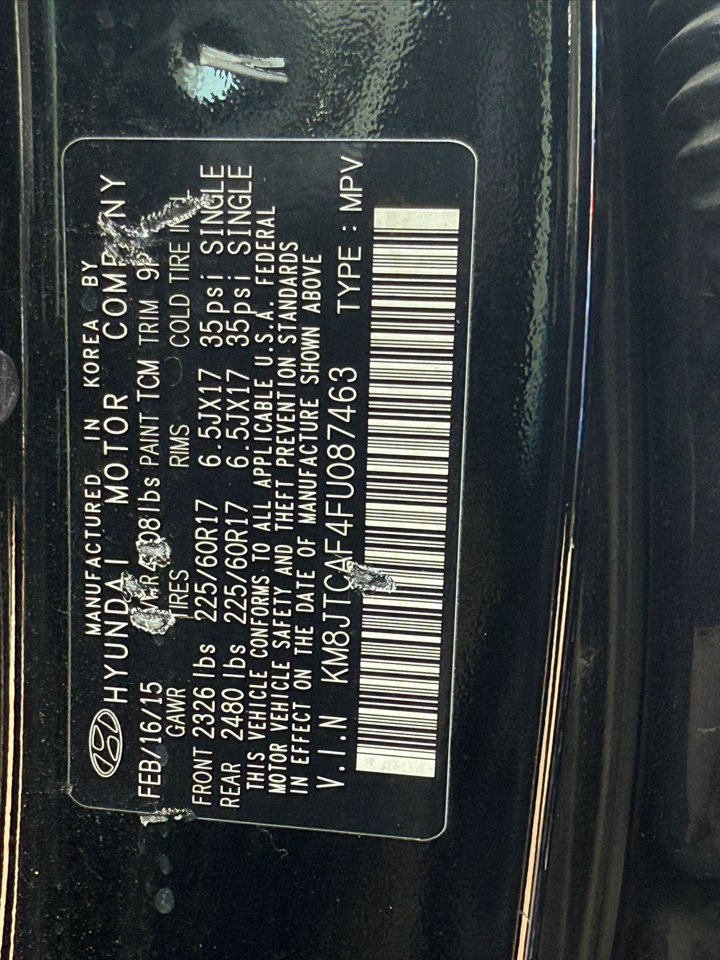 MANUFACTURED IN KOREA BY
HYUNDAI MOTOR COMPANY
FEB/16/15 PAINT TCM TRIM
GAWR TIRES RIMS COLD TIRE
FRONT 2326 lbs 225/60R17 6.5JX17 35psi SINGLE
REAR 2480 lbs 225/60R17 6.5JX17 35psi SINGLE
THIS VEHICLE CONFORMS TO ALL APPLICABLE U.S.A. FEDERAL
MOTOR VEHICLE SAFETY AND THEFT PREVENTION STANDARDS
IN EFFECT ON THE DATE OF MANUFACTURE SHOWN ABOVE
V.I.N KM8JTCAF4FU087463 TYPE : MPV